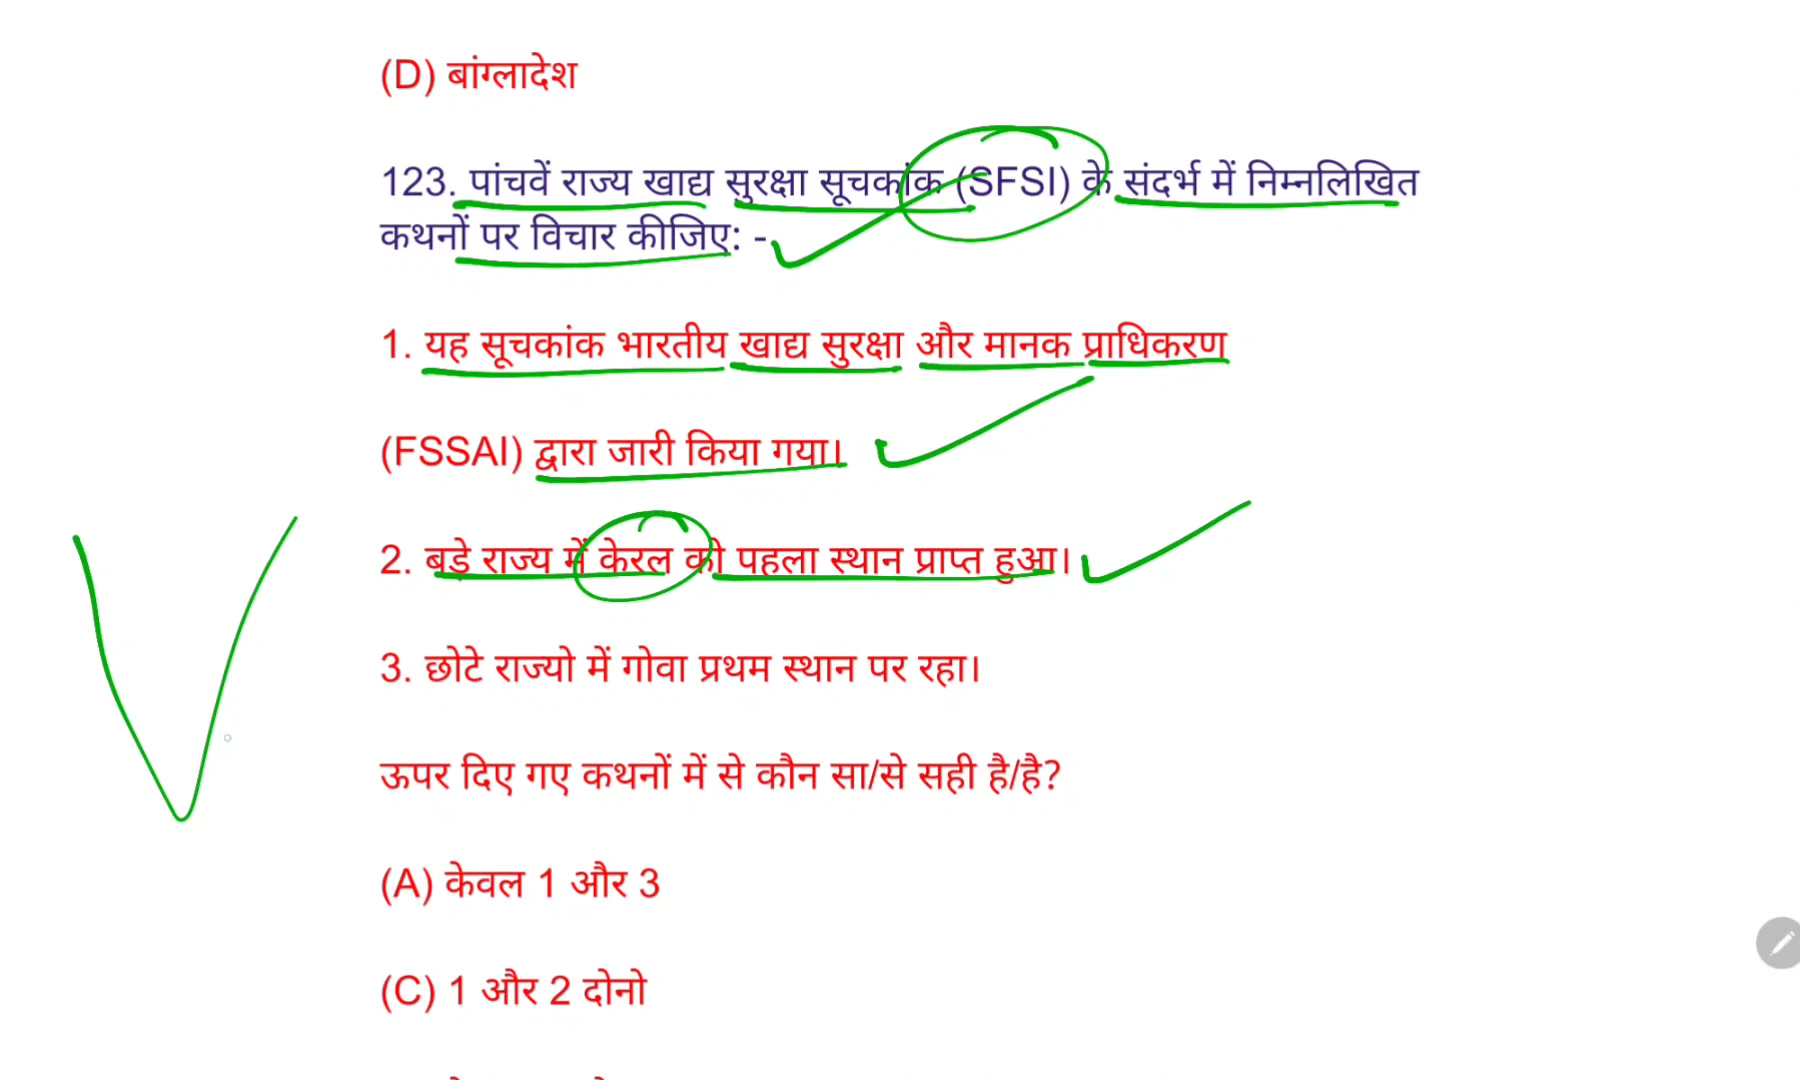 (D) बांग्लादेश
123. पांचवें राज्य खाद्य सुरक्षा सूचकांक (SFSI) के संदर्भ में निम्नलिखित
कथनों पर विचार कीजिए: -
1. यह सूचकांक भारतीय खाद्य सुरक्षा और मानक प्राधिकरण
(FSSAI) द्वारा जारी किया गया।
2. बड़े राज्य में केरल को पहला स्थान प्राप्त हुआ।
3. छोटे राज्यो में गोवा प्रथम स्थान पर रहा।
ऊपर दिए गए कथनों में से कौन सा/से सही है/है?
(A) केवल 1 और 3
(C) 1 और 2 दोनो